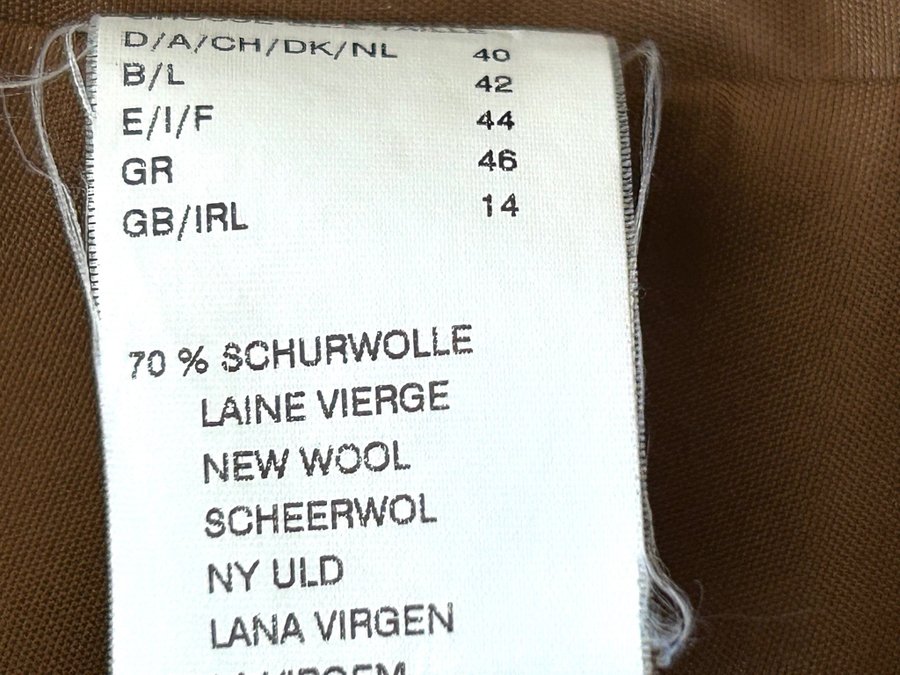 D/A/CH/DK/NL 40
B/L 42
E/I/F 44
GR 46
GB/IRL 14
70 % SCHURWOLLE
LAINE VIERGE
NEW WOOL
SCHEERWOL
NY ULD
LANA VIRGEN